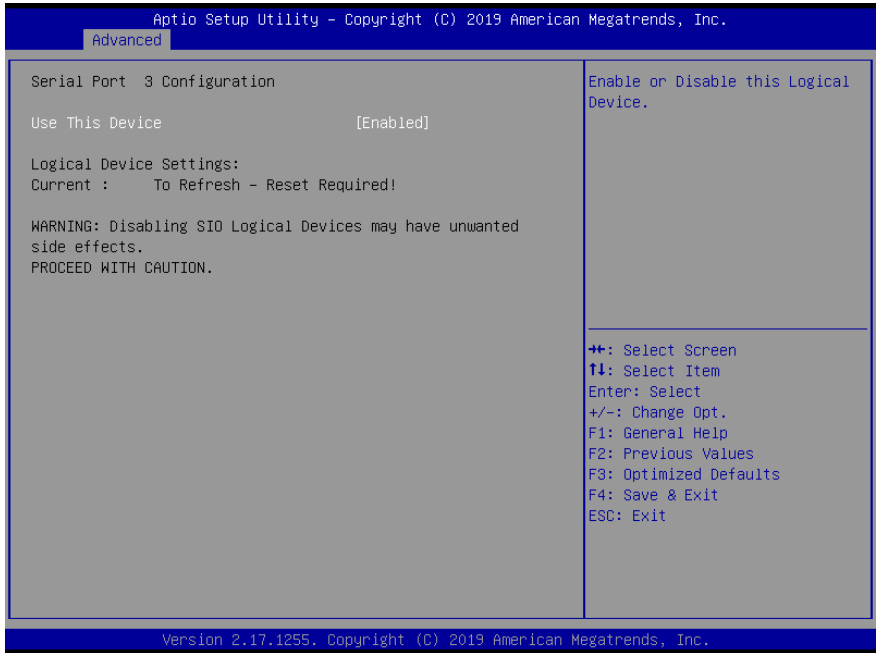 Aptio Setup Utility – Copyright (C) 2019 American Megatrends, Inc.
Advanced
Serial Port  3 Configuration
Use This Device [Enabled]
Logical Device Settings:
Current : To Refresh – Reset Required!
WARNING: Disabling SIO Logical Devices may have unwanted
side effects.
PROCEED WITH CAUTION.
Enable or Disable this Logical
Device.
→←: Select Screen
↑↓: Select Item
Enter: Select
+/-: Change Opt.
F1: General Help
F2: Previous Values
F3: Optimized Defaults
F4: Save & Exit
ESC: Exit
Version 2.17.1255. Copyright (C) 2019 American Megatrends, Inc.